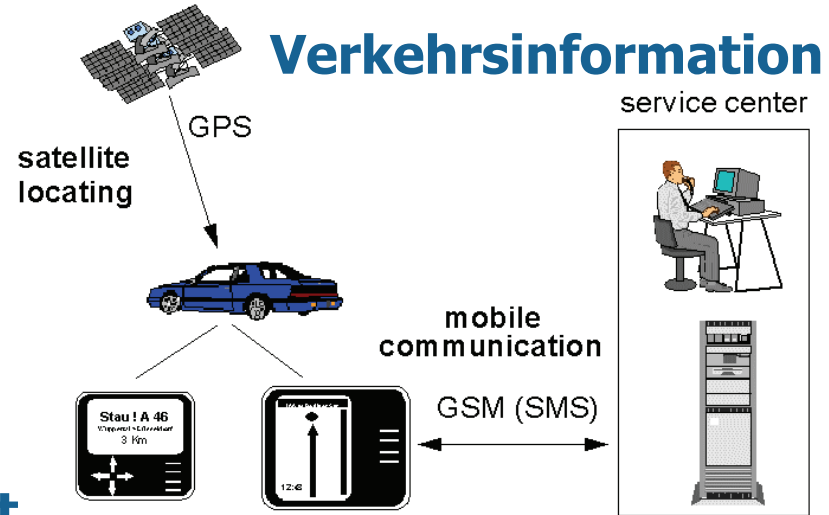 Verkehrsinformation
service center
GPS
satellite
locating
mobile
communication
GSM (SMS)
Stau ! A 46
3 Km
12:48